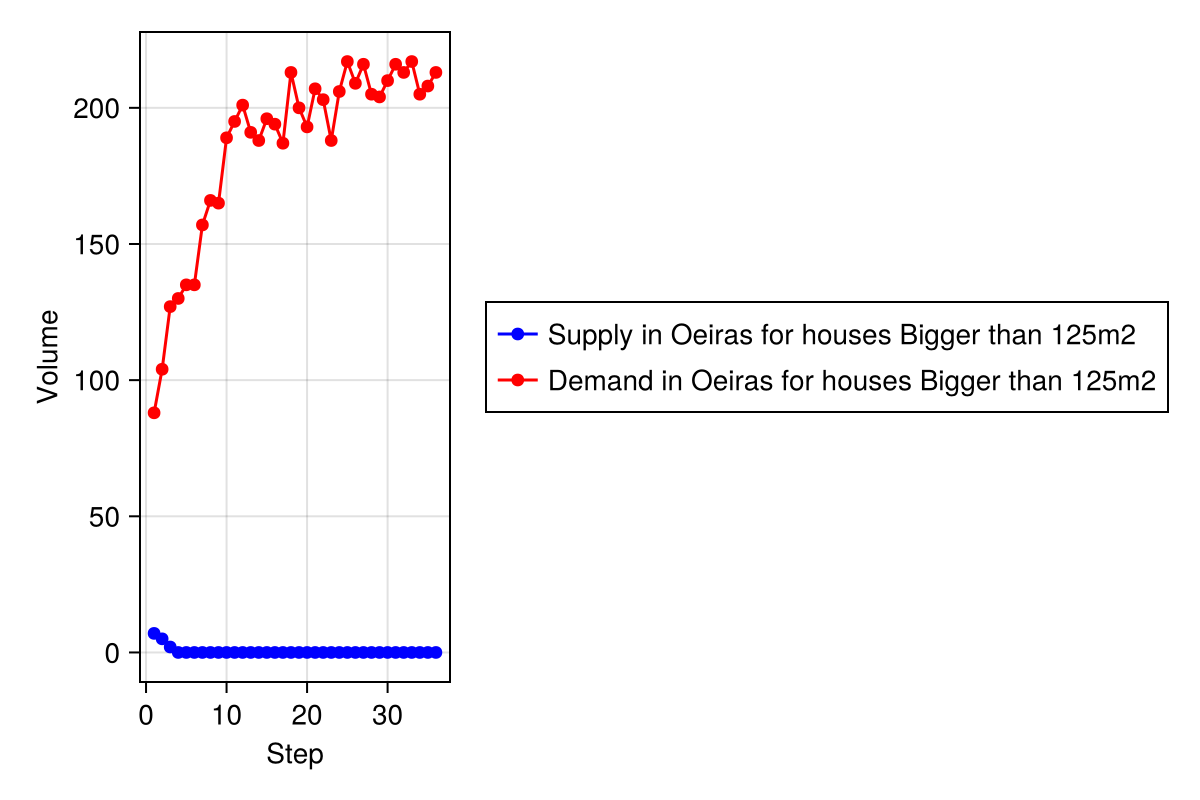 200
150
100
50
0
Volume
0 10 20 30
Step
Supply in Oeiras for houses Bigger than 125m2
Demand in Oeiras for houses Bigger than 125m2